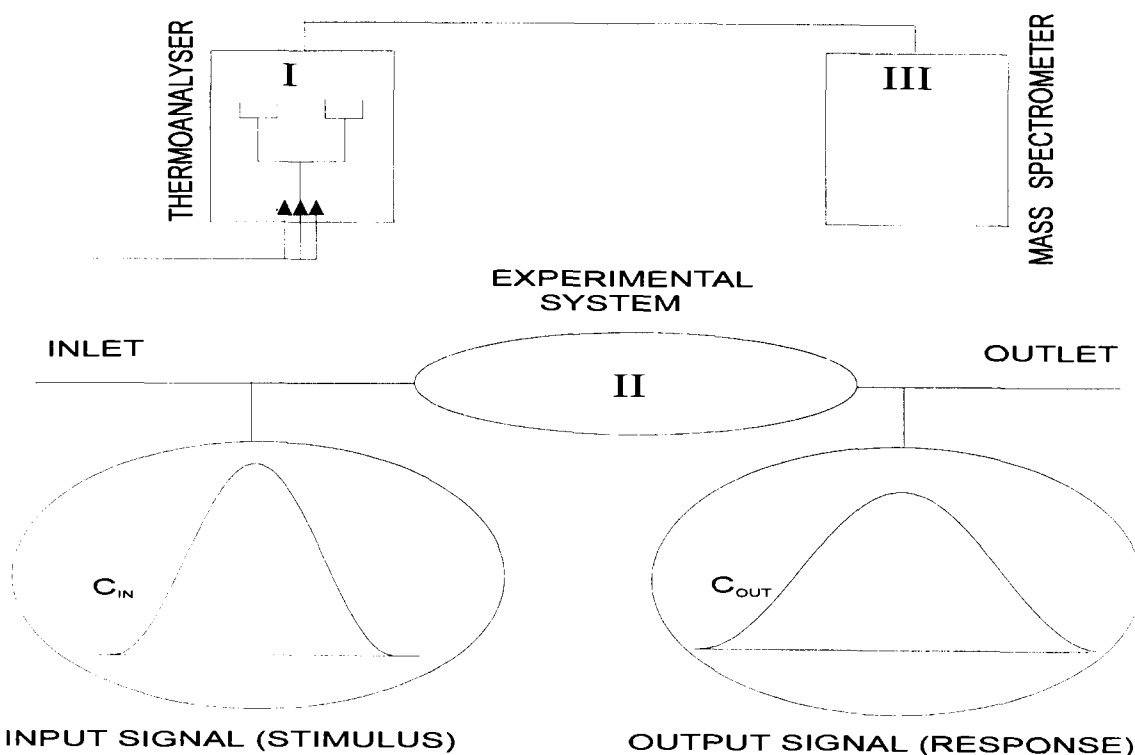 THERMOANALYSER
I
III
MASS SPECTROMETER
EXPERIMENTAL
SYSTEM
INLET
II
OUTLET
C_IN
C_OUT
INPUT SIGNAL (STIMULUS)
OUTPUT SIGNAL (RESPONSE)